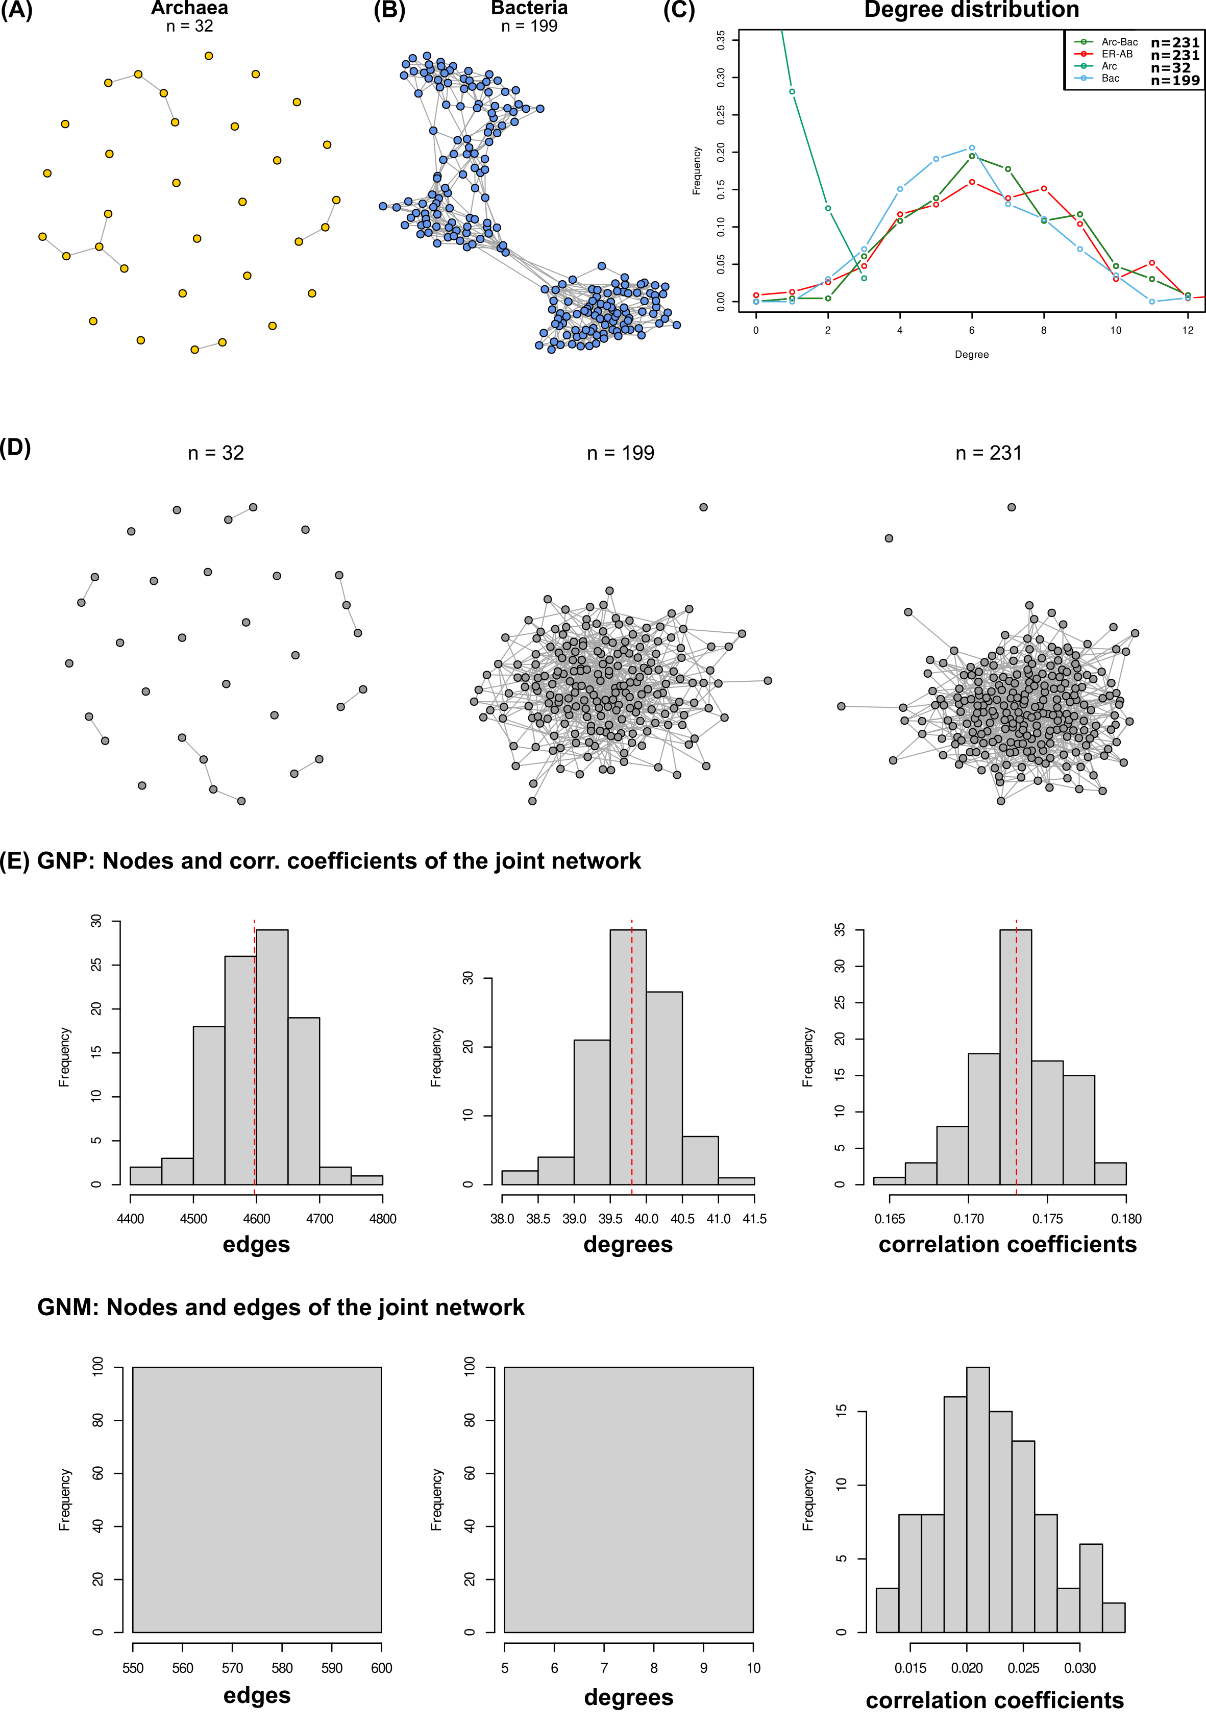 (A) Archaea
n = 32
(B) Bacteria
n = 199
(C) Degree distribution
Frequency
0.00 0.05 0.10 0.15 0.20 0.25 0.30 0.35
Arc-Bac n=231
ER-AB n=231
Arc n=32
Bac n=199
0 2 4 6 8 10 12
Degree
(D)
n = 32 n = 199 n = 231
(E) GNP: Nodes and corr. coefficients of the joint network
Frequency
0 5 10 15 20 25 30
4400 4500 4600 4700 4800
edges
Frequency
0 10 20 30
38.0 38.5 39.0 39.5 40.0 40.5 41.0 41.5
degrees
Frequency
0 5 10 15 20 25 30 35
0.165 0.170 0.175 0.180
correlation coefficients
GNM: Nodes and edges of the joint network
Frequency
0 20 40 60 80 100
550 560 570 580 590 600
edges
Frequency
0 20 40 60 80 100
5 6 7 8 9 10
degrees
Frequency
0 5 10 15
0.015 0.020 0.025 0.030
correlation coefficients